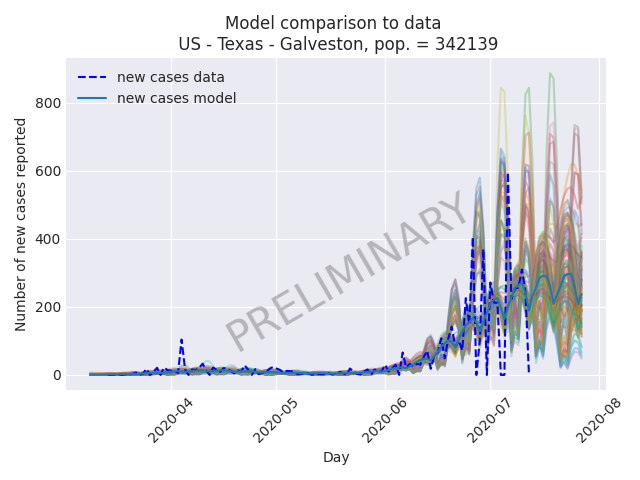 Model comparison to data
US - Texas - Galveston, pop. = 342139
new cases data
new cases model
Number of new cases reported
800
600
400
200
0
PRELIMINARY
2020-04
2020-05
2020-06
2020-07
2020-08
Day